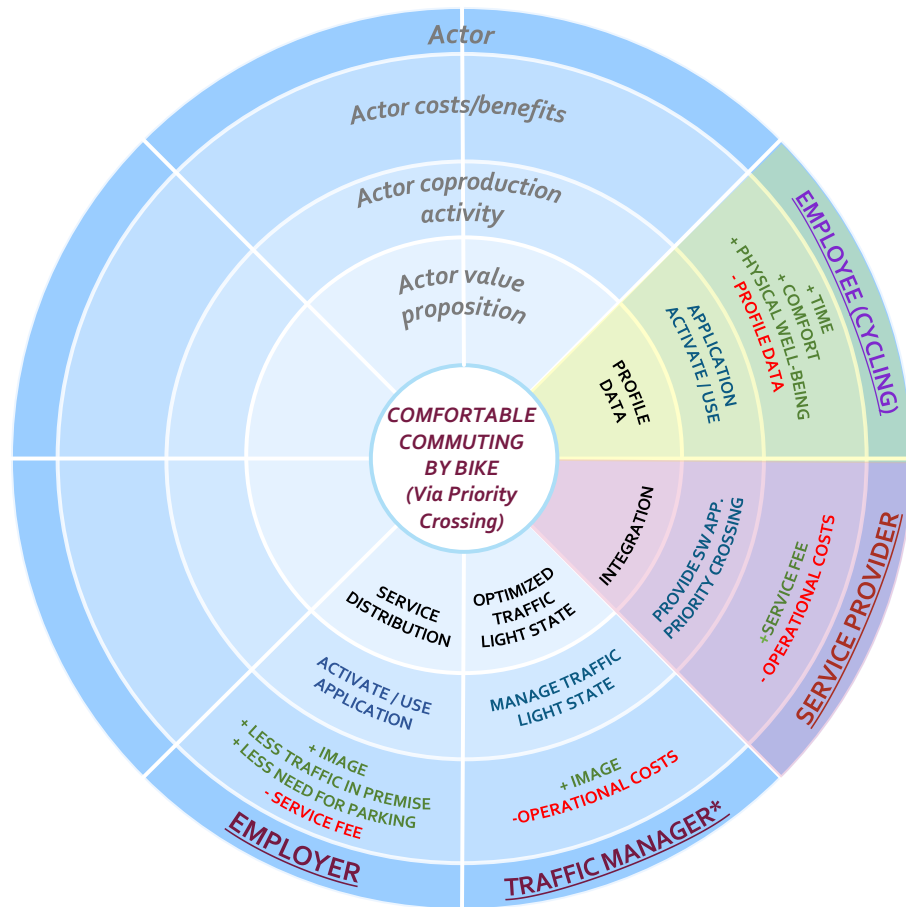 Actor
Actor costs/benefits
Actor coproduction
activity
Actor value
proposition
COMFORTABLE
COMMUTING
BY BIKE
(Via Priority
Crossing)
EMPLOYEE (CYCLING)
+ TIME
+ COMFORT
+ PHYSICAL WELL-BEING
- PROFILE DATA
APPLICATION
ACTIVATE / USE
PROFILE
DATA
SERVICE PROVIDER
+SERVICE FEE
- OPERATIONAL COSTS
PROVIDE SW APP.
PRIORITY CROSSING
INTEGRATION
OPTIMIZED
TRAFFIC
LIGHT STATE
MANAGE TRAFFIC
LIGHT STATE
+ IMAGE
-OPERATIONAL COSTS
TRAFFIC MANAGER*
SERVICE
DISTRIBUTION
ACTIVATE / USE
APPLICATION
+ IMAGE
+ LESS TRAFFIC IN PREMISE
+ LESS NEED FOR PARKING
- SERVICE FEE
EMPLOYER